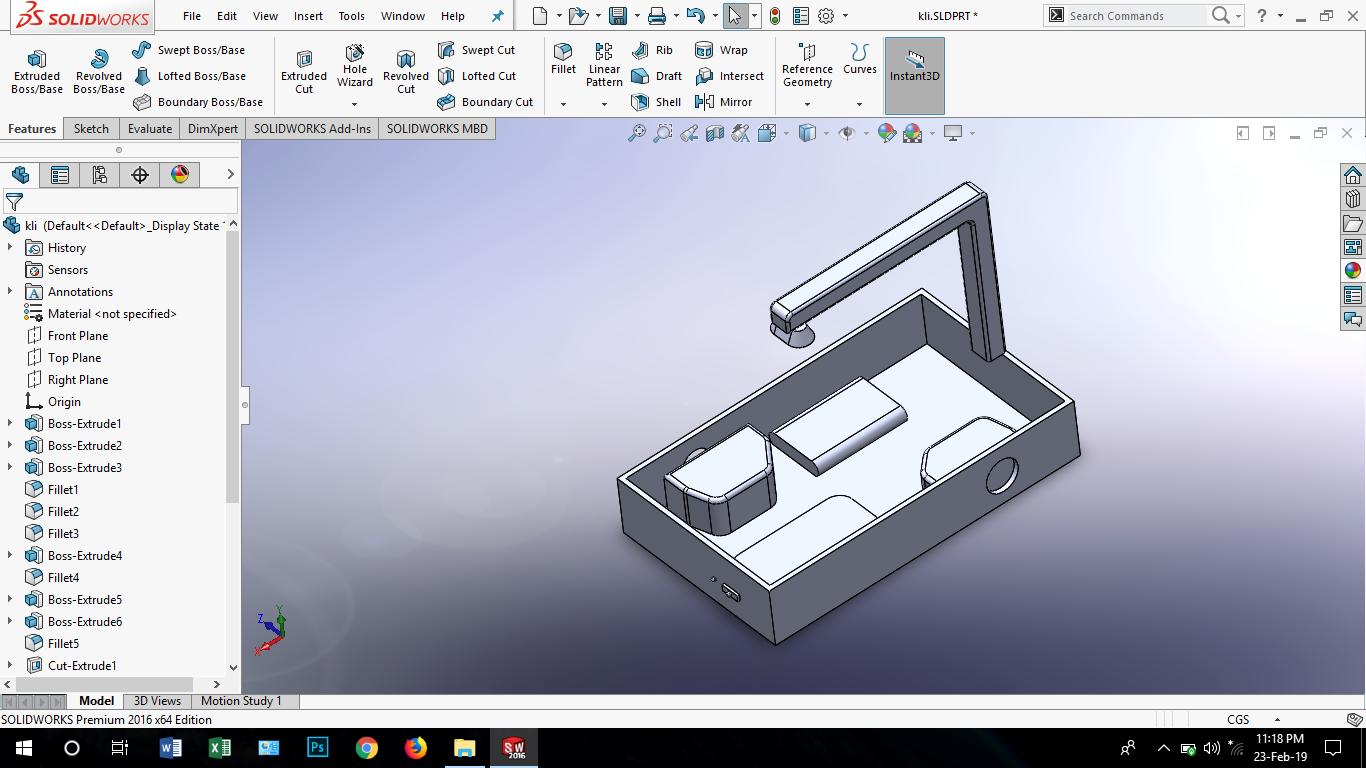 SOLIDWORKS File Edit View Insert Tools Window Help kli.SLDPRT * Search Commands ?
Extruded Boss/Base
Revolved Boss/Base
Swept Boss/Base
Lofted Boss/Base
Boundary Boss/Base
Extruded Cut
Hole Wizard
Revolved Cut
Swept Cut
Lofted Cut
Boundary Cut
Fillet
Linear Pattern
Rib
Draft
Shell
Wrap
Intersect
Mirror
Reference Geometry
Curves
Instant3D
Features Sketch Evaluate DimXpert SOLIDWORKS Add-Ins SOLIDWORKS MBD
kli (Default<<Default>_Display State
History
Sensors
A Annotations
Material <not specified>
Front Plane
Top Plane
Right Plane
Origin
Boss-Extrude1
Boss-Extrude2
Boss-Extrude3
Fillet1
Fillet2
Fillet3
Boss-Extrude4
Fillet4
Boss-Extrude5
Boss-Extrude6
Fillet5
Cut-Extrude1
Y
Z
X
Model 3D Views Motion Study 1
SOLIDWORKS Premium 2016 x64 Edition CGS
Ps SW 2016 11:18 PM
23-Feb-19